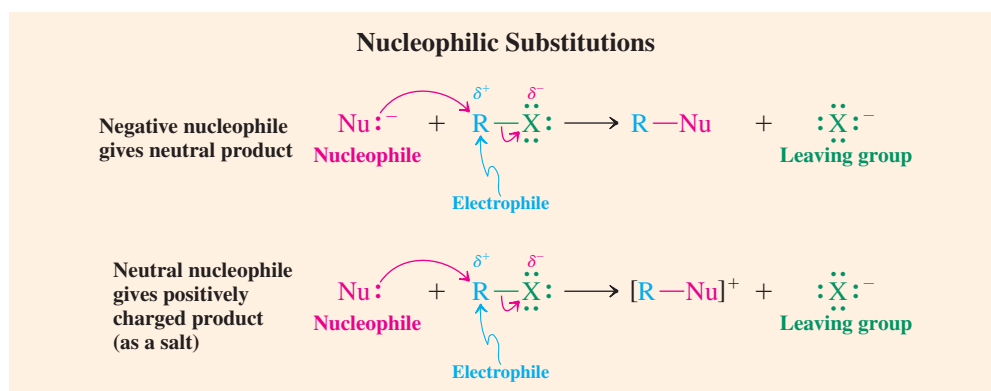 Nucleophilic Substitutions
δ+ δ−
Negative nucleophile
gives neutral product
Nu:− + R—X: ⟶ R—Nu + :X:−
Nucleophile Leaving group
Electrophile
δ+ δ−
Neutral nucleophile
gives positively
charged product
(as a salt)
Nu: + R—X: ⟶ [R—Nu]+ + :X:−
Nucleophile Leaving group
Electrophile